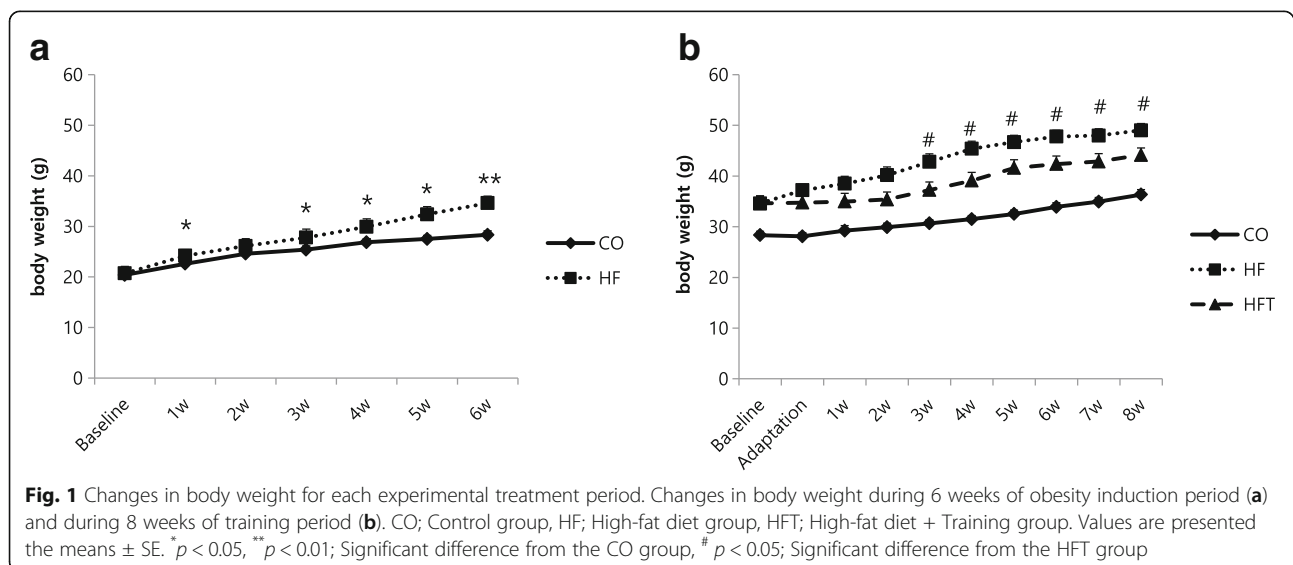 a
60
50
40
30
20
10
0
body weight (g)
*
*
*
*
**
Baseline
1w
2w
3w
4w
5w
6w
CO
HF
b
60
50
40
30
20
10
0
body weight (g)
#
#
#
#
#
#
Baseline
Adaptation
1w
2w
3w
4w
5w
6w
7w
8w
CO
HF
HFT
Fig. 1 Changes in body weight for each experimental treatment period. Changes in body weight during 6 weeks of obesity induction period (a)
and during 8 weeks of training period (b). CO; Control group, HF; High-fat diet group, HFT; High-fat diet + Training group. Values are presented
the means ± SE. *p < 0.05, **p < 0.01; Significant difference from the CO group, # p < 0.05; Significant difference from the HFT group